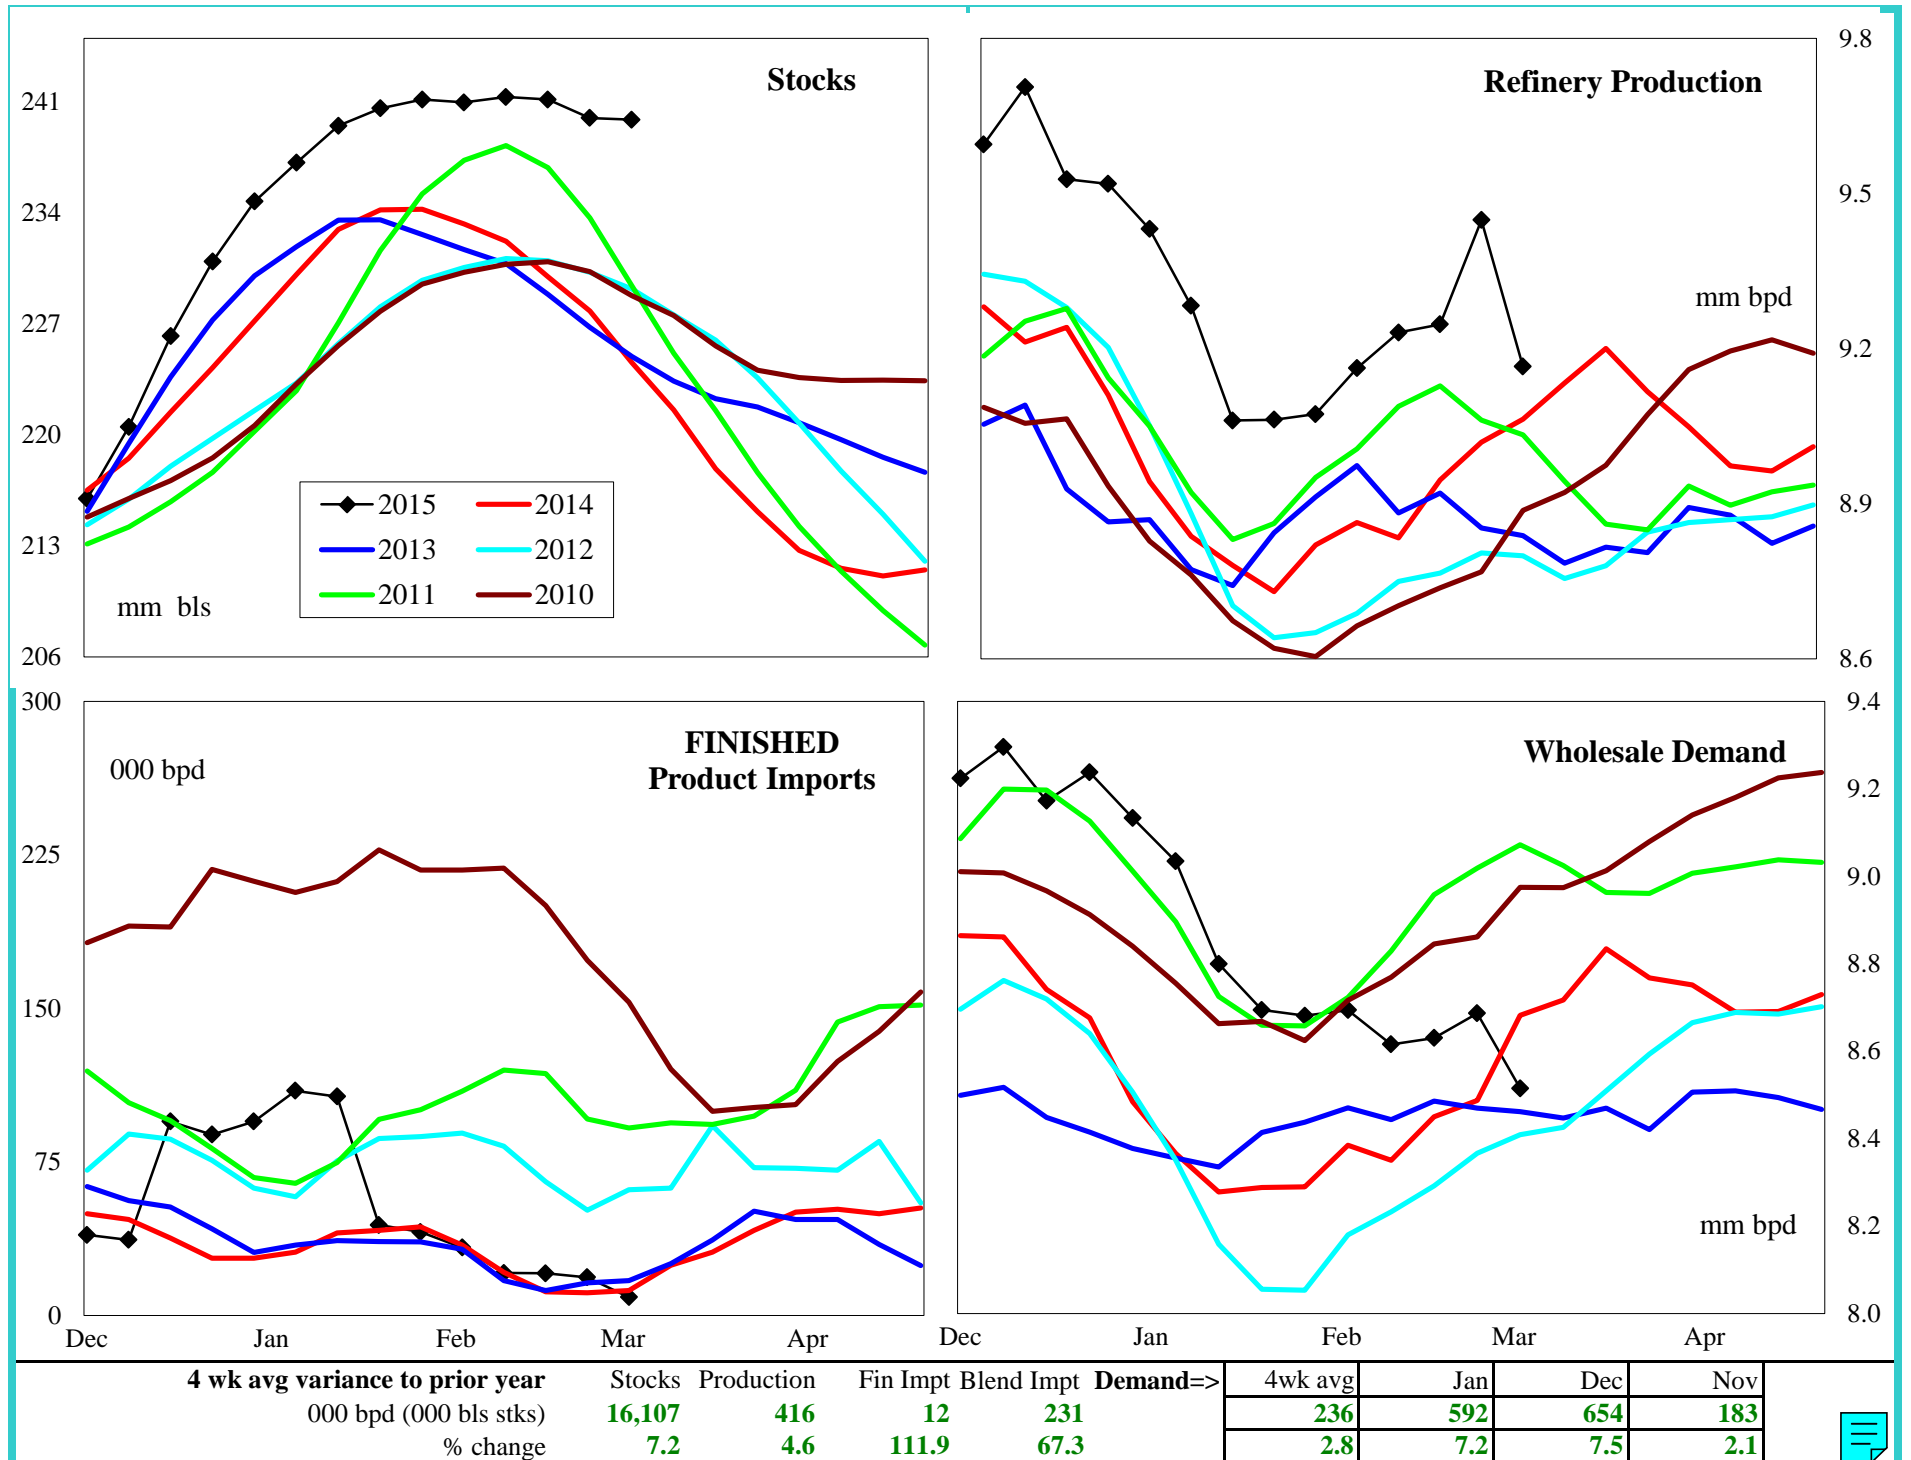 Stocks
241
234
227
220
213
206
mm bls
2015 2014
2013 2012
2011 2010
Refinery Production
mm bpd
9.8
9.5
9.2
8.9
8.6
FINISHED
Product Imports
000 bpd
300
225
150
75
0
Dec Jan Feb Mar Apr
Wholesale Demand
mm bpd
9.4
9.2
9.0
8.8
8.6
8.4
8.2
8.0
Dec Jan Feb Mar Apr
4 wk avg variance to prior year Stocks Production Fin Impt Blend Impt Demand=> 4wk avg Jan Dec Nov
000 bpd (000 bls stks) 16,107 416 12 231 236 592 654 183
% change 7.2 4.6 111.9 67.3 2.8 7.2 7.5 2.1